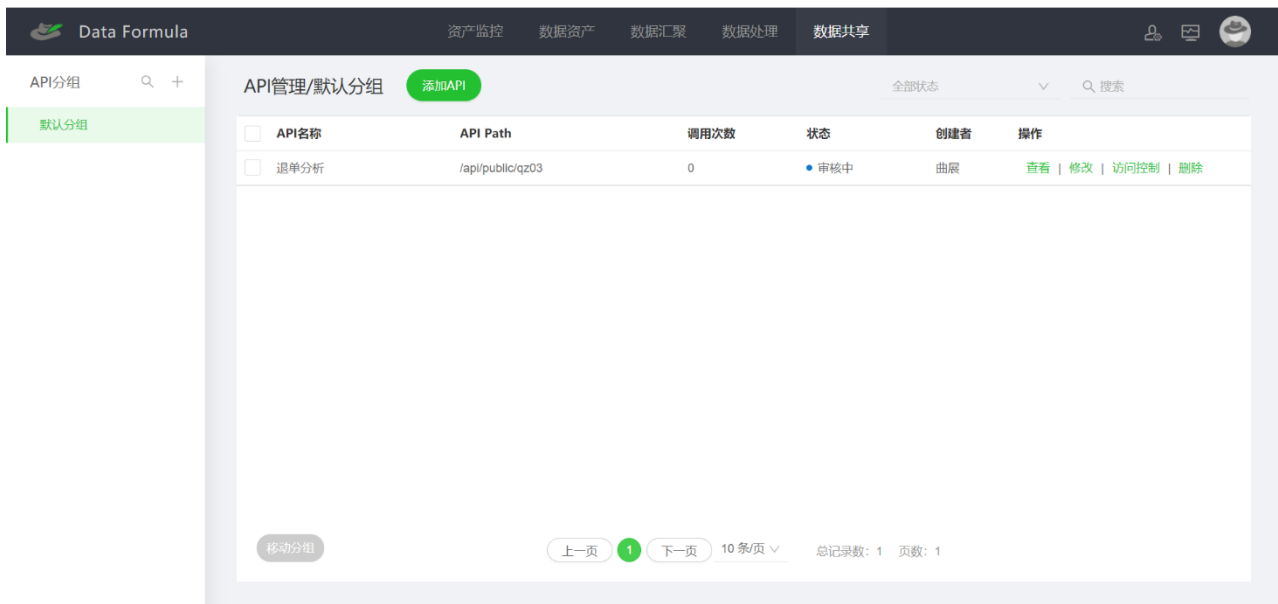 Data Formula 资产监控 数据资产 数据汇聚 数据处理 数据共享
API分组
默认分组
API管理/默认分组 添加API 全部状态 搜索
API名称 API Path 调用次数 状态 创建者 操作
退单分析 /api/public/qz03 0 审核中 曲展 查看 | 修改 | 访问控制 | 删除
移动分组 上一页 1 下一页 10 条/页 总记录数: 1 页数: 1